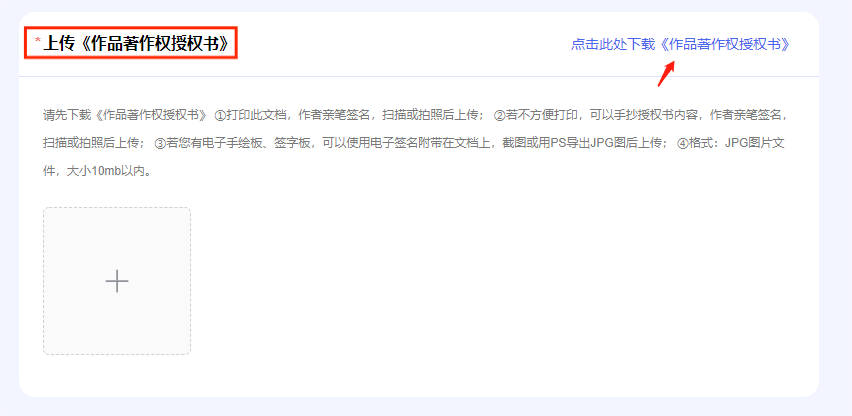 *上传《作品著作权授权书》
点击此处下载《作品著作权授权书》
请先下载《作品著作权授权书》 ①打印此文档，作者亲笔签名，扫描或拍照后上传； ②若不方便打印，可以手抄授权书内容，作者亲笔签名，
扫描或拍照后上传； ③若您有电子手绘板、签字板，可以使用电子签名附带在文档上，截图或用PS导出JPG图后上传； ④格式：JPG图片文
件，大小10mb以内。